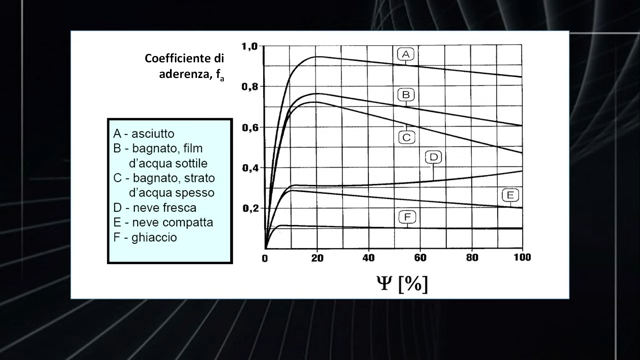 Coefficiente di
aderenza, fa
A - asciutto
B - bagnato, film
d'acqua sottile
C - bagnato, strato
d'acqua spesso
D - neve fresca
E - neve compatta
F - ghiaccio
1,0
0,8
0,6
0,4
0,2
A
B
C
D
E
F
0 20 40 60 80 100
Ψ [%]